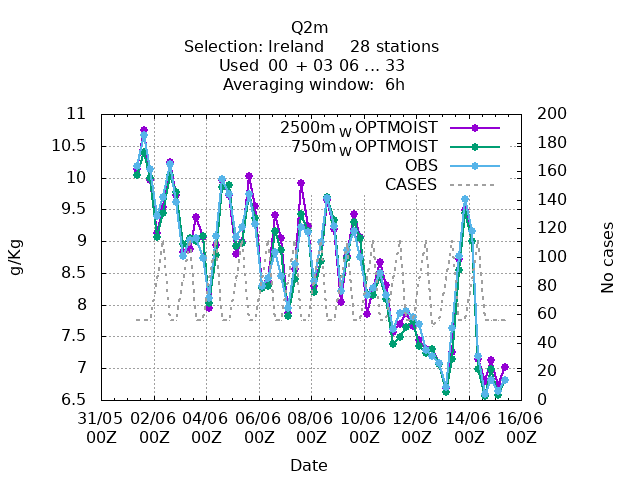 Q2m
Selection: Ireland 28 stations
Used 00 + 03 06 ... 33
Averaging window: 6h
2500m_W OPTMOIST
750m_W OPTMOIST
OBS
CASES
11
10.5
10
9.5
9
8.5
8
7.5
7
6.5
g/Kg
200
180
160
140
120
100
80
60
40
20
0
No cases
31/05 02/06 04/06 06/06 08/06 10/06 12/06 14/06 16/06
00Z 00Z 00Z 00Z 00Z 00Z 00Z 00Z 00Z
Date